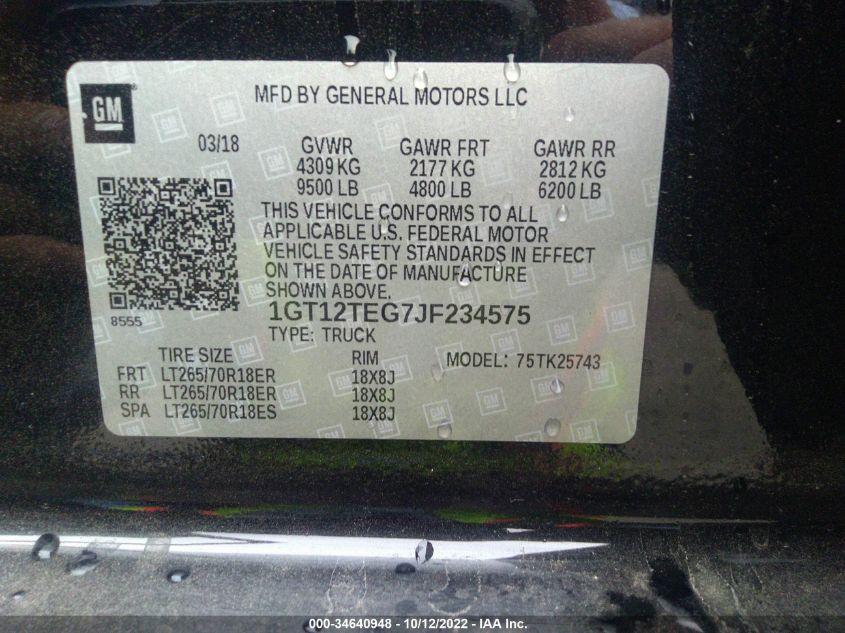 GM
MFD BY GENERAL MOTORS LLC
03/18 GVWR GAWR FRT GAWR RR
4309 KG 2177 KG 2812 KG
9500 LB 4800 LB 6200 LB
THIS VEHICLE CONFORMS TO ALL
APPLICABLE U.S. FEDERAL MOTOR
VEHICLE SAFETY STANDARDS IN EFFECT
ON THE DATE OF MANUFACTURE
SHOWN ABOVE.
8555
1GT12TEG7JF234575
TYPE: TRUCK
TIRE SIZE RIM MODEL: 75TK25743
FRT LT265/70R18ER 18X8J
RR LT265/70R18ER 18X8J
SPA LT265/70R18ES 18X8J
000-34640948 - 10/12/2022 - IAA Inc.